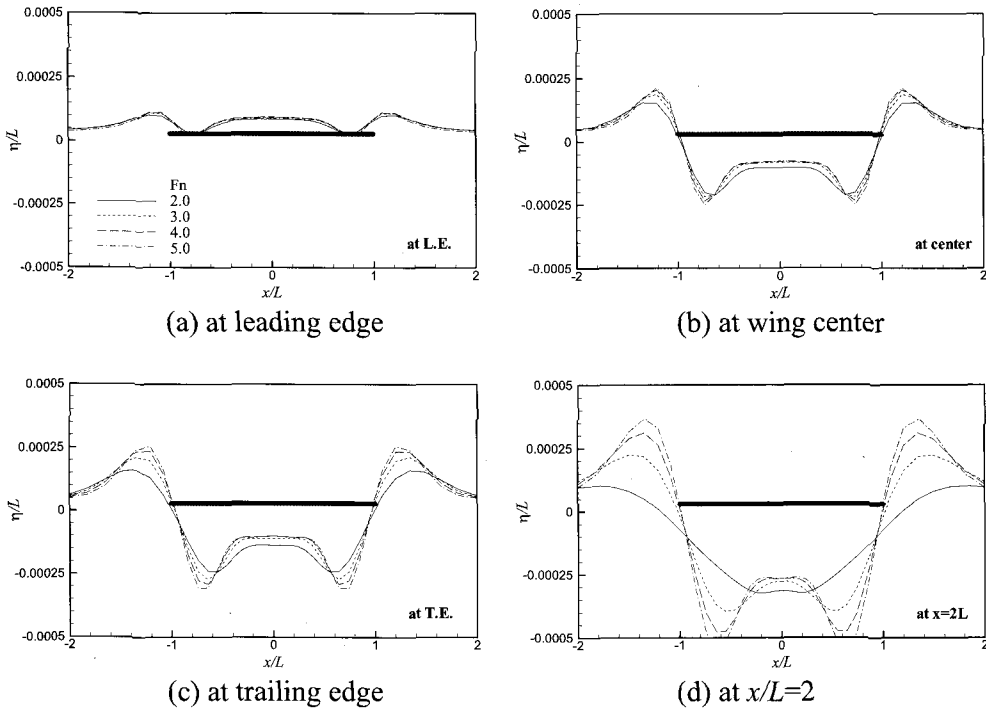 0.0005
0.00025
0
-0.00025
-0.0005
η/L
-2
-1
0
1
2
x/L
Fn
2.0
3.0
4.0
5.0
at L.E.
(a) at leading edge
0.0005
0.00025
0
-0.00025
-0.0005
η/L
-2
-1
0
1
2
x/L
at center
(b) at wing center
0.0005
0.00025
0
-0.00025
-0.0005
η/L
-2
-1
0
1
2
x/L
at T.E.
(c) at trailing edge
0.0005
0.00025
0
-0.00025
-0.0005
η/L
-2
-1
0
1
2
x/L
at x=2L
(d) at x/L=2